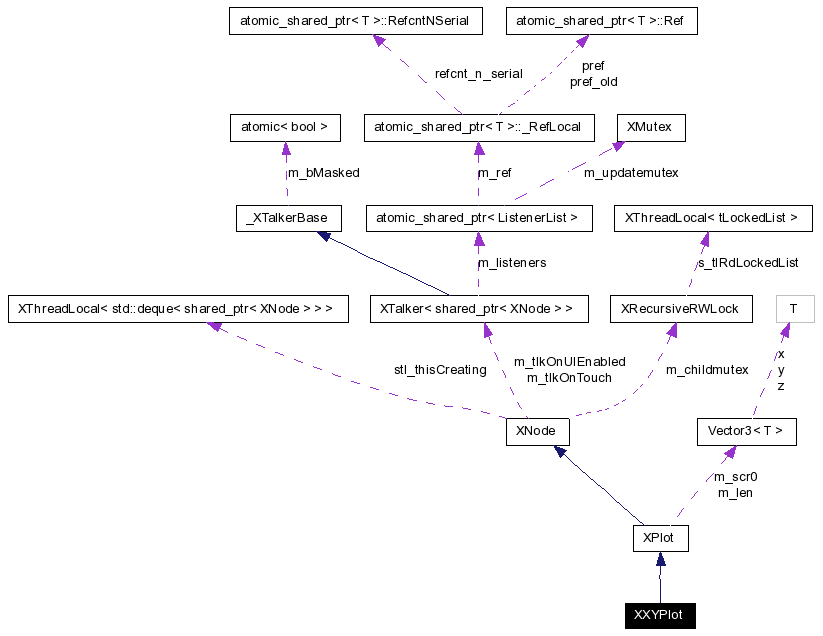 atomic_shared_ptr< T >::RefcntNSerial
atomic_shared_ptr< T >::Ref
refcnt_n_serial
pref
pref_old
atomic< bool >
atomic_shared_ptr< T >::_RefLocal
XMutex
m_bMasked
m_ref
m_updatemutex
_XTalkerBase
atomic_shared_ptr< ListenerList >
XThreadLocal< tLockedList >
m_listeners
s_tlRdLockedList
XThreadLocal< std::deque< shared_ptr< XNode > > >
XTalker< shared_ptr< XNode > >
XRecursiveRWLock
T
stl_thisCreating
m_tlkOnUIEnabled
m_tlkOnTouch
m_childmutex
x
y
z
XNode
Vector3< T >
m_scr0
m_len
XPlot
XXYPlot